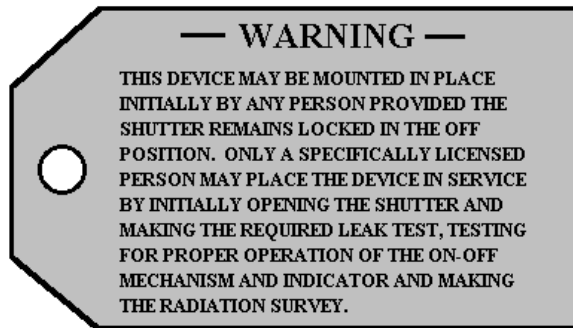 — WARNING —
THIS DEVICE MAY BE MOUNTED IN PLACE
INITIALLY BY ANY PERSON PROVIDED THE
SHUTTER REMAINS LOCKED IN THE OFF
POSITION. ONLY A SPECIFICALLY LICENSED
PERSON MAY PLACE THE DEVICE IN SERVICE
BY INITIALLY OPENING THE SHUTTER AND
MAKING THE REQUIRED LEAK TEST, TESTING
FOR PROPER OPERATION OF THE ON-OFF
MECHANISM AND INDICATOR AND MAKING
THE RADIATION SURVEY.